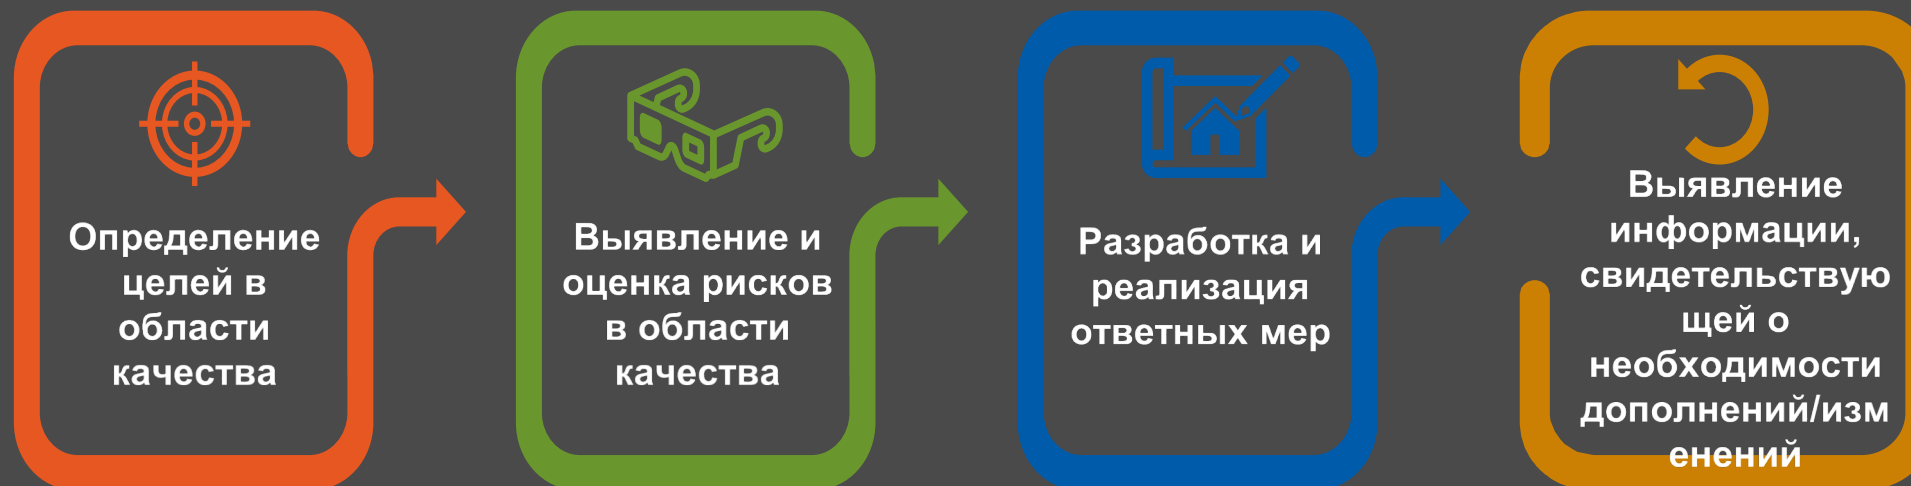 Определение
целей в
области
качества
Выявление и
оценка рисков
в области
качества
Разработка и
реализация
ответных мер
Выявление
информации,
свидетельствую
щей о
необходимости
дополнений/изм
енений